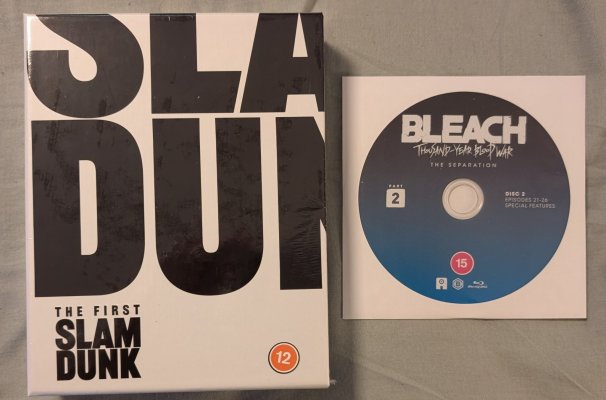 SLA
DUN
THE FIRST
SLAM
DUNK
12
BLEACH
THOUSAND-YEAR BLOOD WAR
THE SEPARATION
PART
2
DISC 2
EPISODES 21-26
SPECIAL FEATURES
15